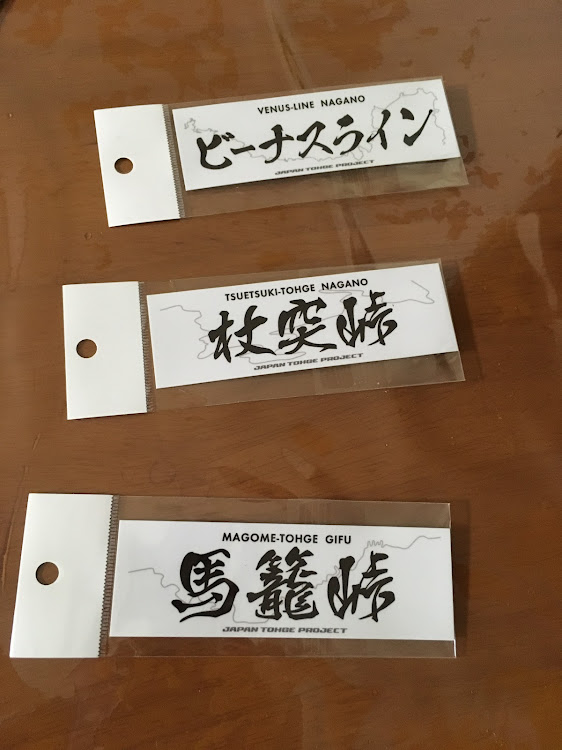 VENUS-LINE NAGANO
ビーナスライン
JAPAN TOHGE PROJECT
TSUETSUKI-TOHGE NAGANO
杖突峠
JAPAN TOHGE PROJECT
MAGOME-TOHGE GIFU
馬籠峠
JAPAN TOHGE PROJECT